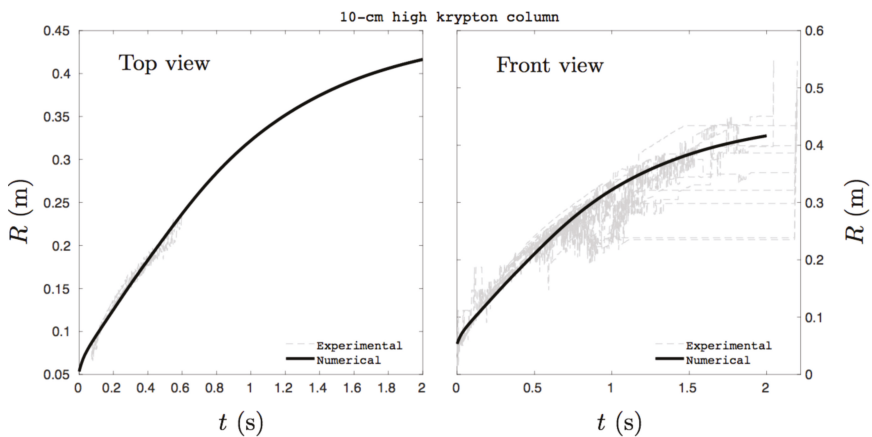 10-cm high krypton column
Top view
0.45
0.4
0.35
0.3
0.25
0.2
0.15
0.1
0.05
R (m)
0 0.2 0.4 0.6 0.8 1 1.2 1.4 1.6 1.8 2
t (s)
Experimental
Numerical
Front view
0.6
0.5
0.4
0.3
0.2
0.1
0
R (m)
0 0.5 1 1.5 2
t (s)
Experimental
Numerical